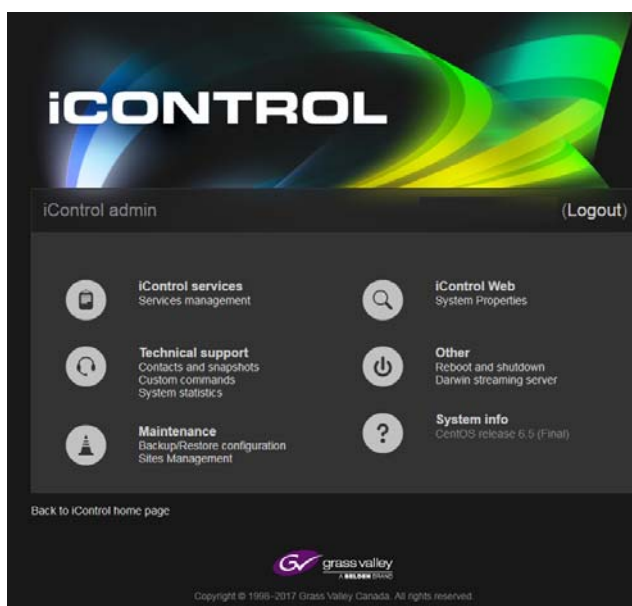 iCONTROL
iControl admin
(Logout)
iControl services
Services management
iControl Web
System Properties
Technical support
Contacts and snapshots
Custom commands
System statistics
Other
Reboot and shutdown
Darwin streaming server
Maintenance
Backup/Restore configuration
Sites Management
System info
CentOS release 6.5 (Final)
Back to iControl home page
grass valley
A BELDEN BRAND
Copyright © 1998-2017 Grass Valley Canada. All rights reserved.